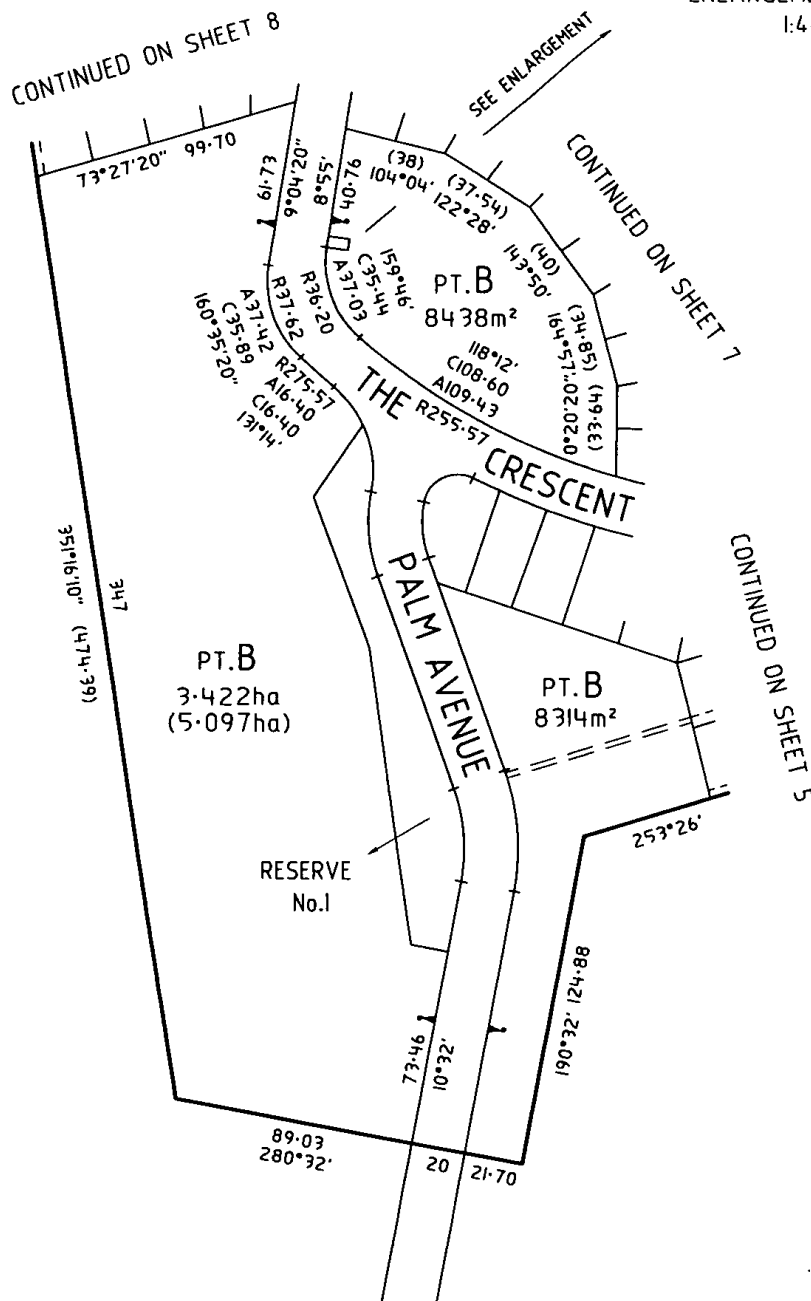 1:4
CONTINUED ON SHEET 8
SEE ENLARGEMENT
CONTINUED ON SHEET 7
73°27'20" 99·70
61·73
9°04'20"
8°55'
40·76
(38)
104°04'
(37·54)
122°28'
(40)
143°50'
(34·85)
164°57'
(33·49)
0°20'20"
159°46'
C35·44
A37·03
R36·20
PT.B
8438m²
118°12'
C108·60
A109·43
R255·57
R37·62
A37·42
C35·89
160°35'20"
R275·57
A16·40
C16·40
131°14'
THE CRESCENT
PALM AVENUE
CONTINUED ON SHEET 5
351°16'10" (474·39)
347
PT.B
3·422ha
(5·097ha)
PT.B
8314m²
253°26'
RESERVE
No.1
190°32' 124·88
73·46
10°32'
89·03
280°32'
20
21·70